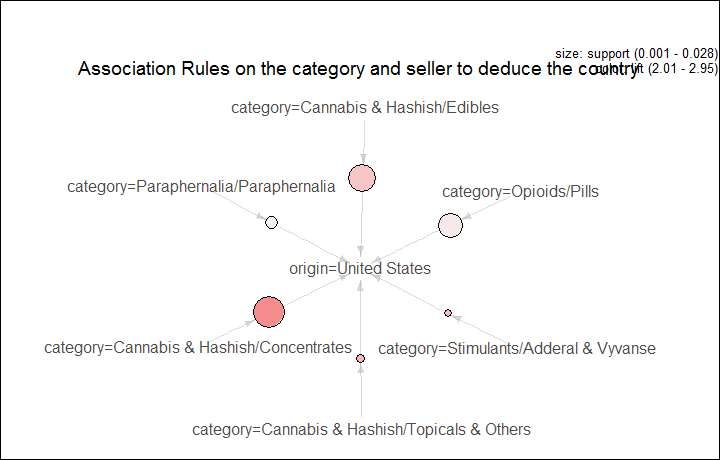 size: support (0.001 - 0.028)
Association Rules on the category and seller to deduce the country
color: lift (2.01 - 2.95)
category=Cannabis & Hashish/Edibles
category=Paraphernalia/Paraphernalia
category=Opioids/Pills
origin=United States
category=Cannabis & Hashish/Concentrates
category=Stimulants/Adderal & Vyvanse
category=Cannabis & Hashish/Topicals & Others